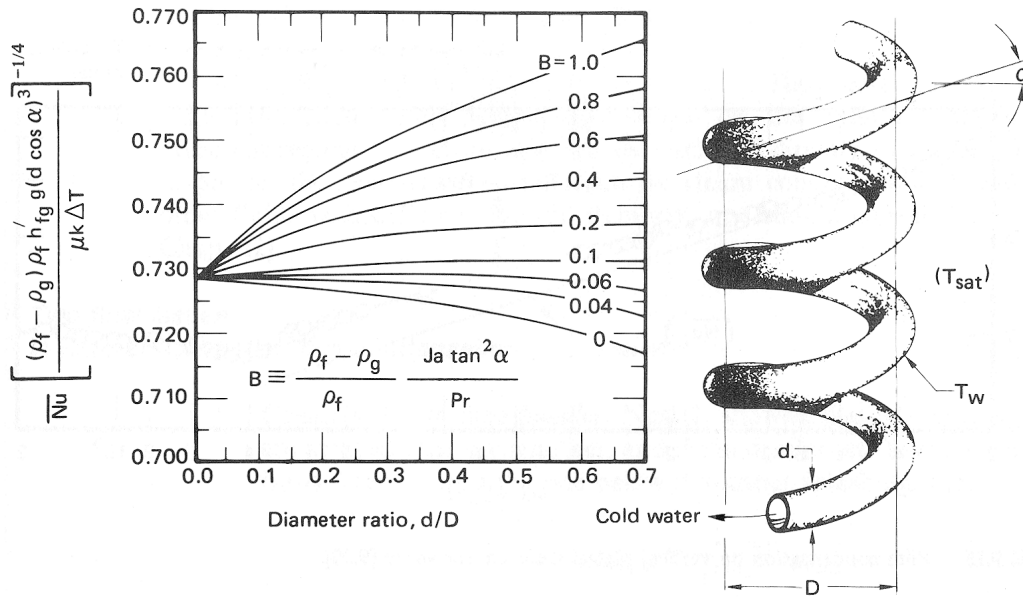 0.770
0.760
0.750
0.740
0.730
0.720
0.710
0.700
0.0 0.1 0.2 0.3 0.4 0.5 0.6 0.7
Diameter ratio, d/D
N̅u̅ [ (ρf − ρg) ρf h′fg g(d cos α)³ / μk ΔT ]^−1/4
B = 1.0
0.8
0.6
0.4
0.2
0.1
0.06
0.04
0
B ≡ (ρf − ρg) / ρf   Ja tan²α / Pr
α
(Tsat)
Tw
d.
Cold water
D